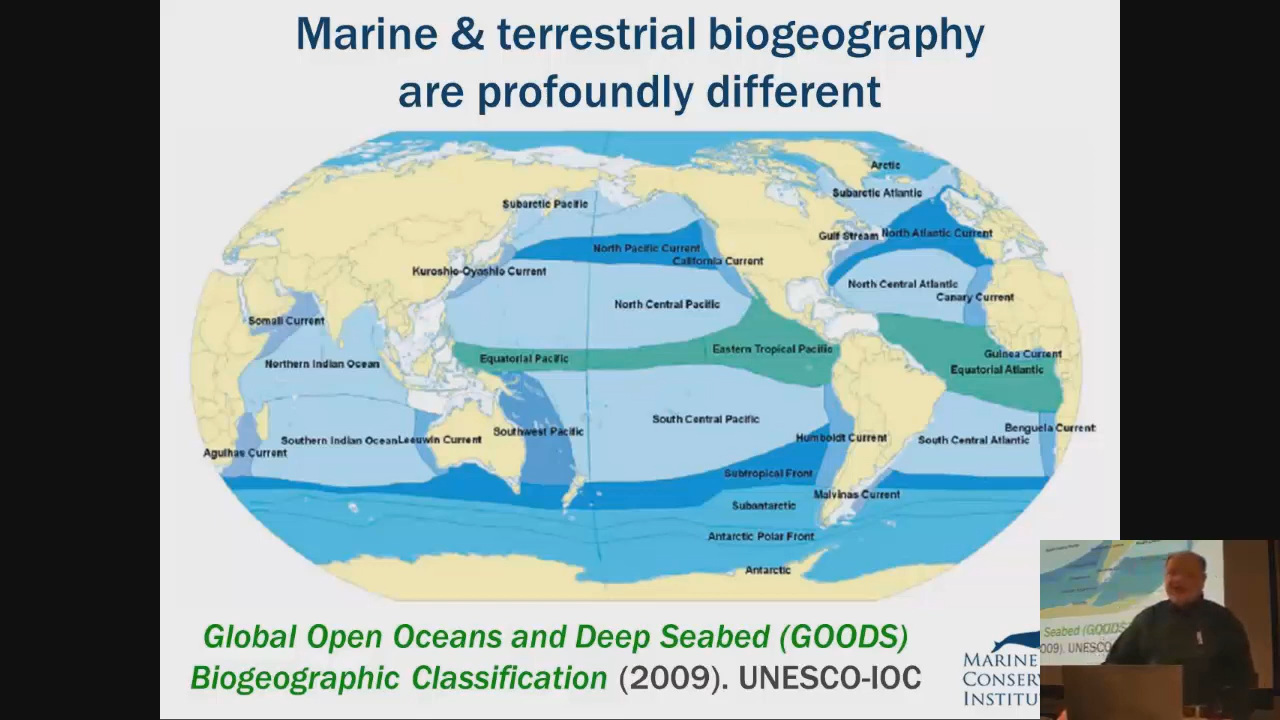 Marine & terrestrial biogeography
are profoundly different
Arctic
Subarctic Atlantic
Subarctic Pacific
Gulf Stream
North Atlantic Current
North Pacific Current
California Current
Kuroshio-Oyashio Current
North Central Atlantic
Canary Current
North Central Pacific
Somali Current
Eastern Tropical Pacific
Guinea Current
Equatorial Pacific
Northern Indian Ocean
Equatorial Atlantic
South Central Pacific
Benguela Current
Southwest Pacific
Southern Indian Ocean
Leeuwin Current
Humboldt Current
South Central Atlantic
Agulhas Current
Subtropical Front
Malvinas Current
Subantarctic
Antarctic Polar Front
Antarctic
Global Open Oceans and Deep Seabed (GOODS)
Biogeographic Classification (2009). UNESCO-IOC
MARINE
CONSERV
INSTITU
Seabed (GOODS
009). UNESCO